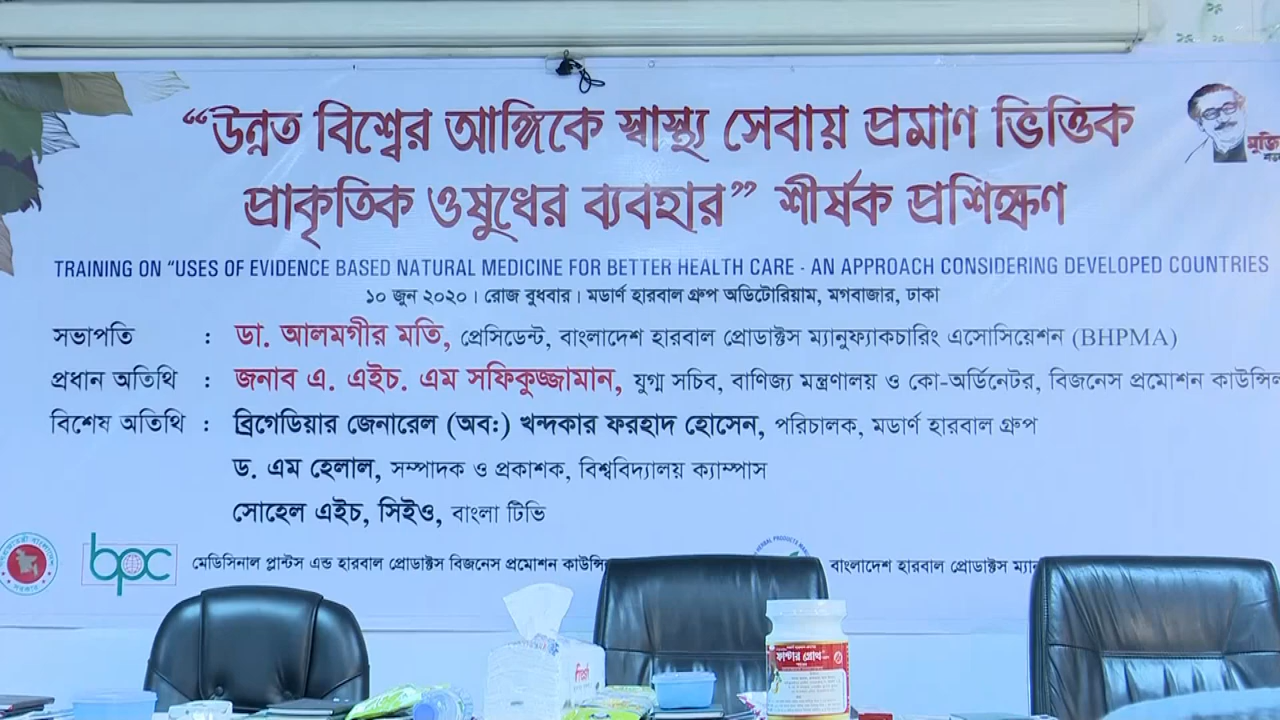 “উন্নত বিশ্বের আঙ্গিকে স্বাস্থ্য সেবায় প্রমাণ ভিত্তিক
প্রাকৃতিক ওষুধের ব্যবহার” শীর্ষক প্রশিক্ষণ
TRAINING ON “USES OF EVIDENCE BASED NATURAL MEDICINE FOR BETTER HEALTH CARE - AN APPROACH CONSIDERING DEVELOPED COUNTRIES
১০ জুন ২০২০ । রোজ বুধবার । মডার্ণ হারবাল গ্রুপ অডিটোরিয়াম, মগবাজার, ঢাকা
সভাপতি : ডা. আলমগীর মতি, প্রেসিডেন্ট, বাংলাদেশ হারবাল প্রোডাক্টস ম্যানুফ্যাকচারিং এসোসিয়েশন (BHPMA)
প্রধান অতিথি : জনাব এ. এইচ. এম সফিকুজ্জামান, যুগ্ম সচিব, বাণিজ্য মন্ত্রণালয় ও কো-অর্ডিনেটর, বিজনেস প্রমোশন কাউন্সিল
বিশেষ অতিথি : ব্রিগেডিয়ার জেনারেল (অব:) খন্দকার ফরহাদ হোসেন, পরিচালক, মডার্ণ হারবাল গ্রুপ
ড. এম হেলাল, সম্পাদক ও প্রকাশক, বিশ্ববিদ্যালয় ক্যাম্পাস
সোহেল এইচ, সিইও, বাংলা টিভি
bpc মেডিসিনাল প্লান্টস এন্ড হারবাল প্রোডাক্টস বিজনেস প্রমোশন কাউন্সি
বাংলাদেশ হারবাল প্রোডাক্টস ম্যান
fresh